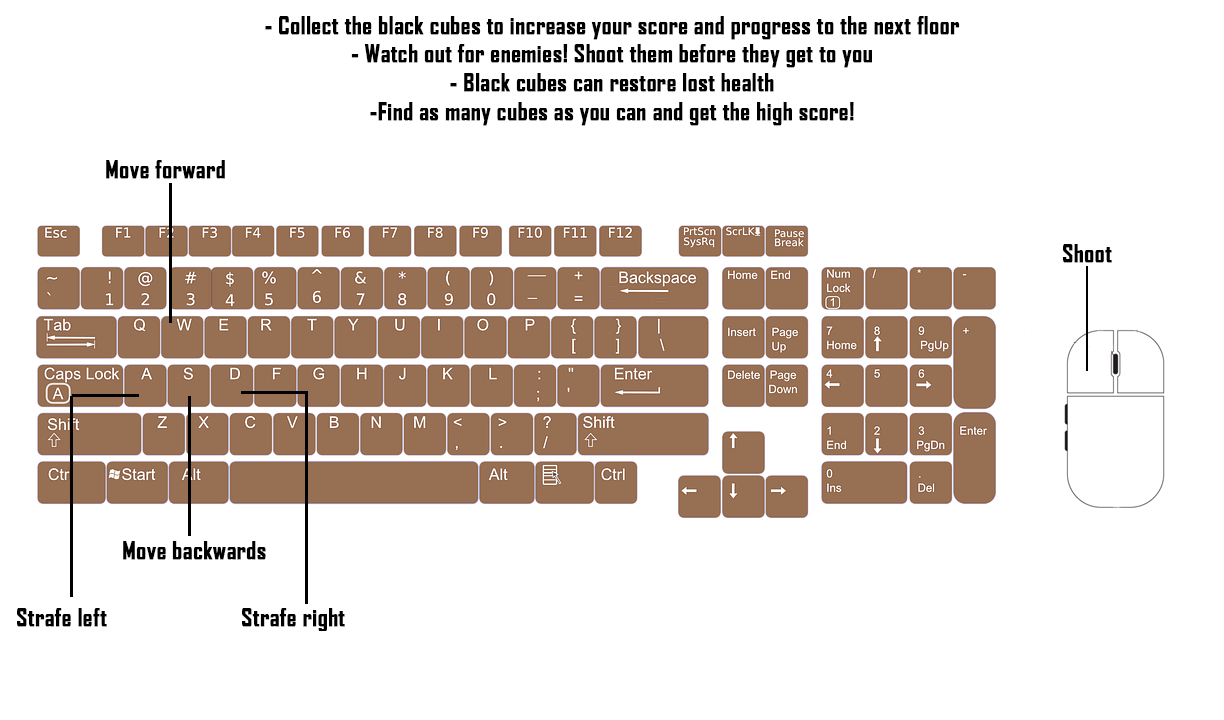 - Collect the black cubes to increase your score and progress to the next floor
- Watch out for enemies! Shoot them before they get to you
- Black cubes can restore lost health
-Find as many cubes as you can and get the high score!
Move forward
Shoot
Esc F1 F2 F3 F4 F5 F6 F7 F8 F9 F10 F11 F12 PrtScn SysRq ScrLK Pause Break
~ ! @ # $ % ^ & * ( ) — + Backspace Home End Num Lock / * -
` 1 2 3 4 5 6 7 8 9 0 – = 1
Tab Q W E R T Y U I O P { } | Insert Page Up 7 8 9 +
[ ] \ Home ↑ PgUp
Caps Lock A S D F G H J K L : " Enter Delete Page Down 4 5 6
A ; ' ← →
Shift Z X C V B N M < > ? Shift ↑ 1 2 3 Enter
⇧ , . / ⇧ End ↓ PgDn
Ctrl Start Alt Alt Ctrl ← ↓ → 0 .
Ins Del
Move backwards
Strafe left
Strafe right